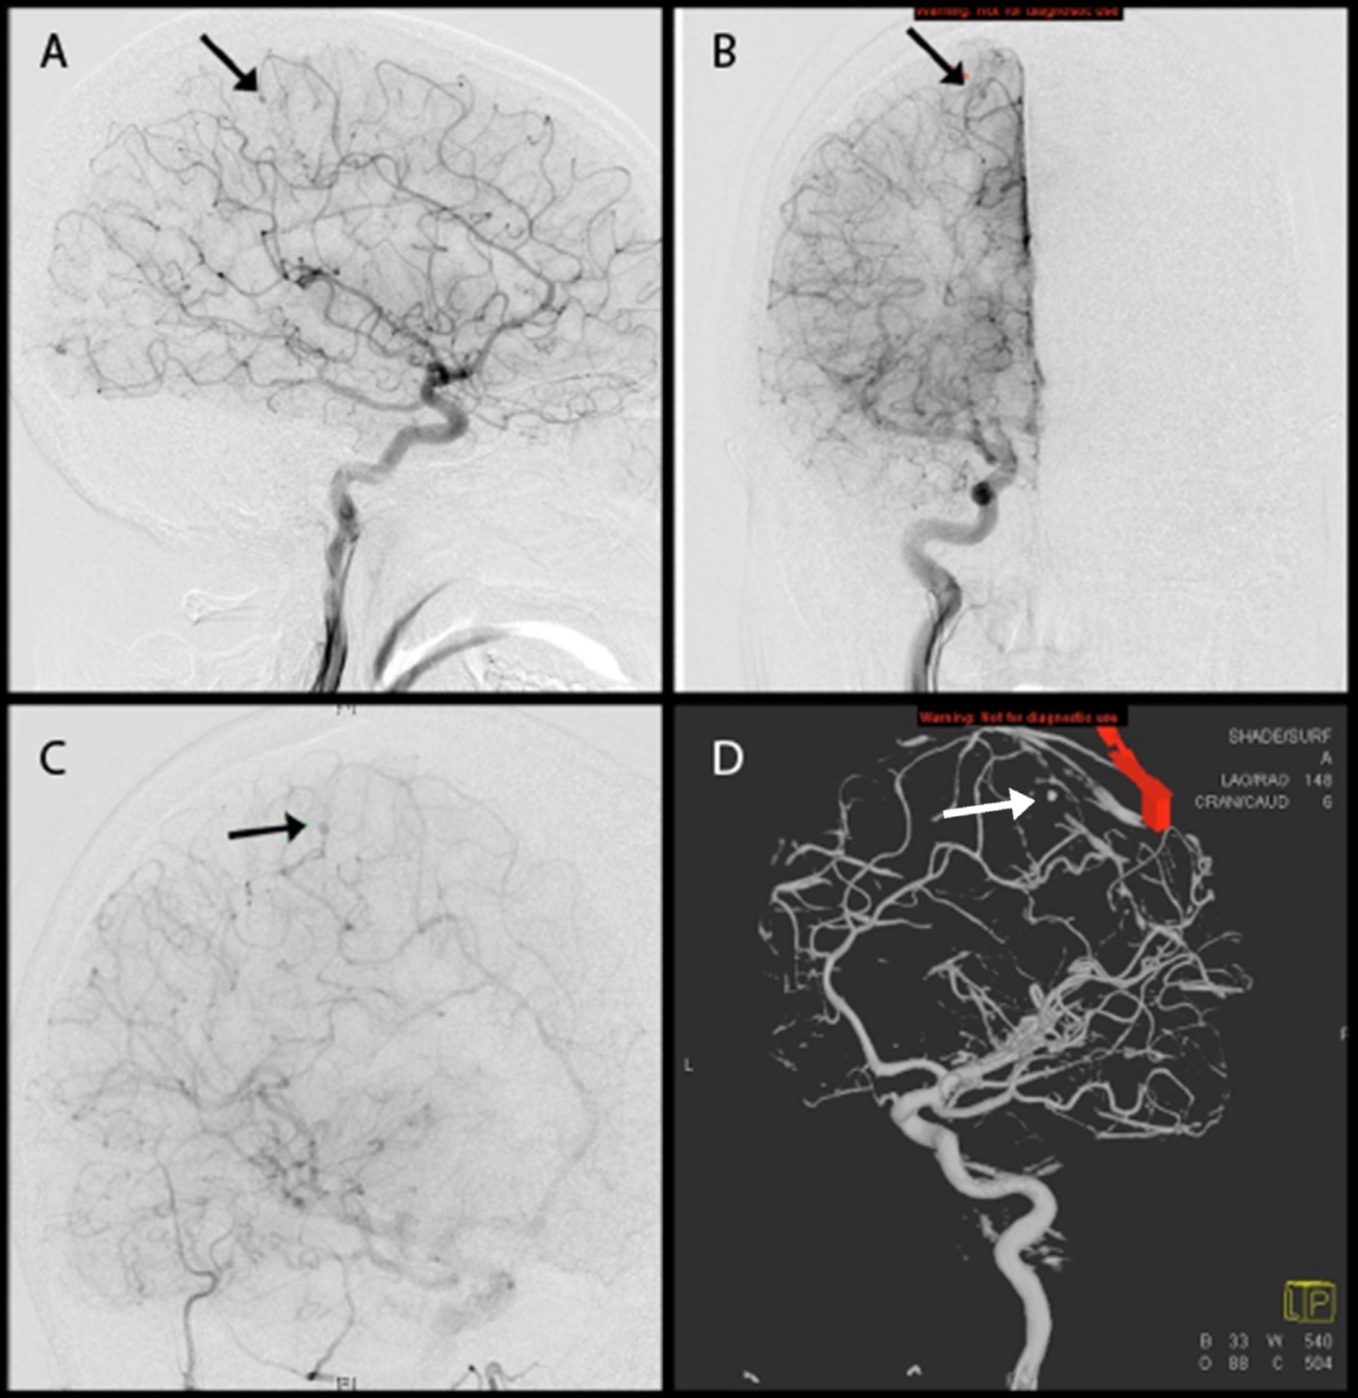 A
B
Warning: Not for diagnostic use
C
D
Warning: Not for diagnostic use
SHADE/SURF
A
LAO/RAO 148
CRAN/CAUD 6
L
P
LP
B 33 W 540
O 88 C 504